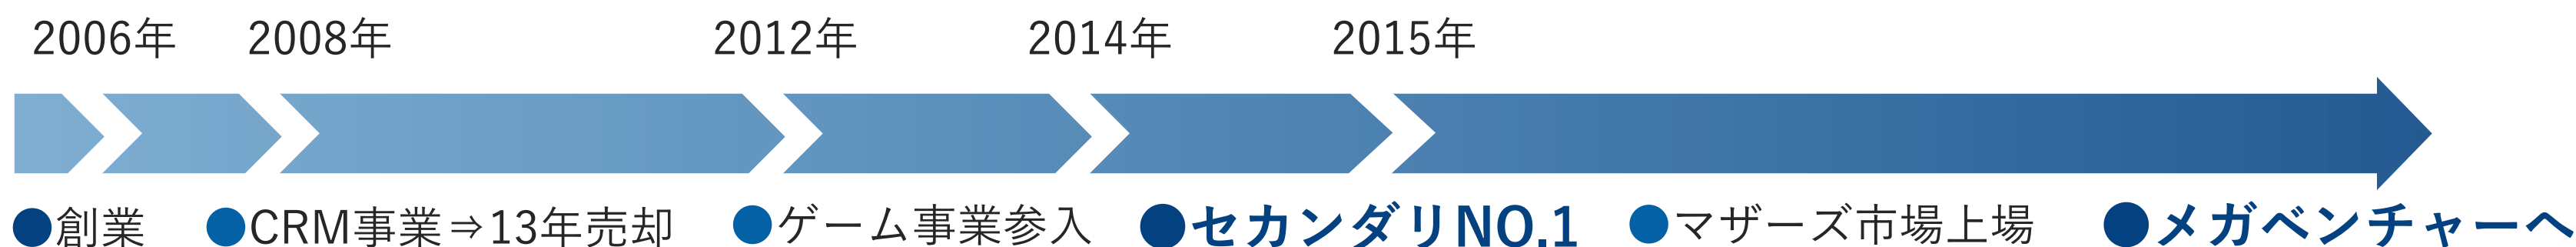 2006年 2008年 2012年 2014年 2015年
●創業 ●CRM事業⇒13年売却 ●ゲーム事業参入 ●セカンダリNO.1 ●マザーズ市場上場 ●メガベンチャーへ